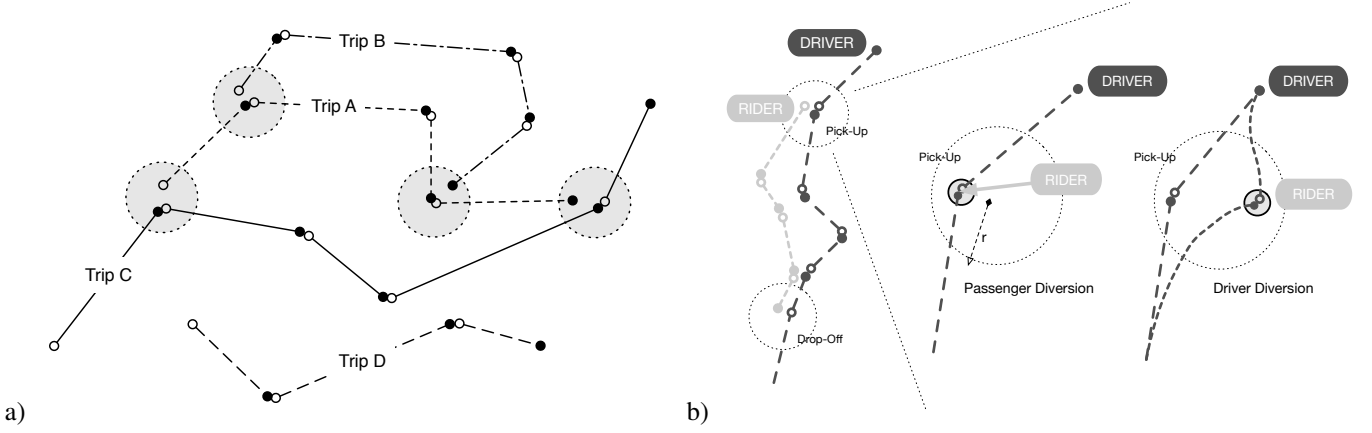 Trip B
Trip A
Trip C
Trip D
a)
DRIVER
RIDER
Pick-Up
Drop-Off
DRIVER
Pick-Up
RIDER
r
Passenger Diversion
DRIVER
Pick-Up
RIDER
Driver Diversion
b)